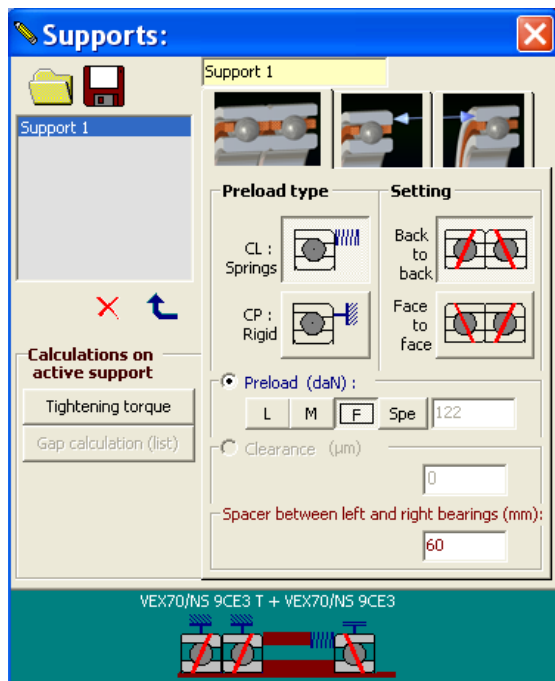 Supports:
Support 1
Support 1
Preload type
Setting
CL :
Springs
Back
to
back
CP :
Rigid
Face
to
face
Calculations on
active support
Tightening torque
Gap calculation (list)
Preload (daN) :
L M F Spe 122
Clearance (µm)
0
Spacer between left and right bearings (mm):
60
VEX70/NS 9CE3 T + VEX70/NS 9CE3